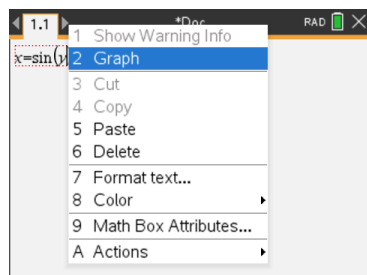 1.1 *Doc RAD
x=sin(y
1 Show Warning Info
2 Graph
3 Cut
4 Copy
5 Paste
6 Delete
7 Format text...
8 Color
9 Math Box Attributes...
A Actions